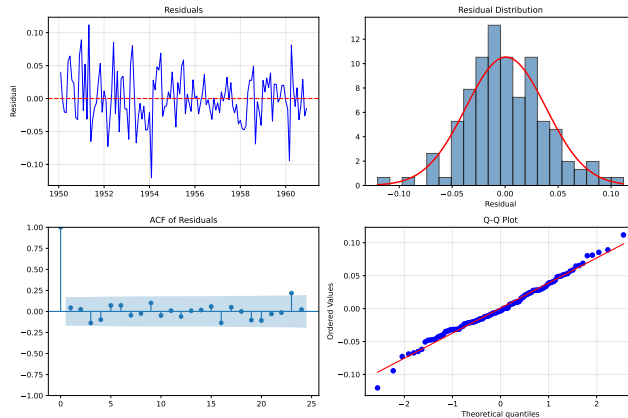 Residuals
Residual
0.10
0.05
0.00
−0.05
−0.10
1950 1952 1954 1956 1958 1960
Residual Distribution
12
10
8
6
4
2
0
−0.10 −0.05 0.00 0.05 0.10
Residual
ACF of Residuals
1.00
0.75
0.50
0.25
0.00
−0.25
−0.50
−0.75
−1.00
0 5 10 15 20 25
Q-Q Plot
Ordered Values
0.10
0.05
0.00
−0.05
−0.10
−2 −1 0 1 2
Theoretical quantiles